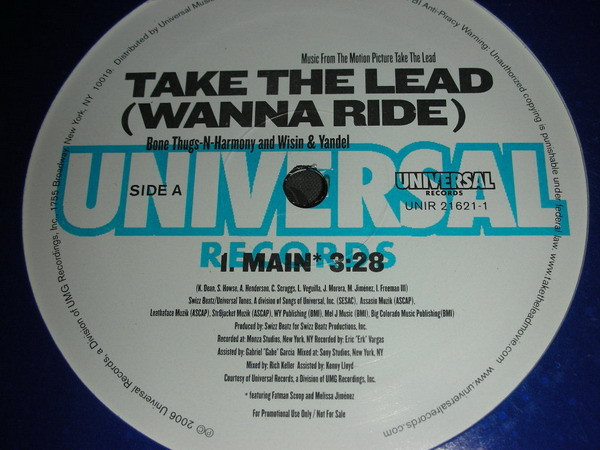 Music From The Motion Picture Take The Lead
TAKE THE LEAD
(WANNA RIDE)
Bone Thugs-N-Harmony and Wisin & Yandel
UNIVERSAL
RECORDS
SIDE A
UNIVERSAL
RECORDS
UNIR 21621-1
1. MAIN* 3:28
(K. Dean, S. Howse, A. Henderson, C. Scruggs, L. Veguilla, J. Morera, M. Jiménez, I. Freeman III)
Swizz Beatz/Universal Tunes, A division of Songs of Universal, Inc. (SESAC), Assasin Muzik (ASCAP),
Leathaface Muzik (ASCAP), Str8jacket Muzik (ASCAP), WY Publishing (BMI), Mel J Music (BMI), Big Colorado Music Publishing(BMI)
Produced by: Swizz Beatz for Swizz Beatz Productions, Inc.
Recorded at: Monza Studios, New York, NY Recorded by: Eric "Erk" Vargas
Assisted by: Gabriel "Gabe" Garcia Mixed at: Sony Studios, New York, NY
Mixed by: Rich Keller Assisted by: Kenny Lloyd
Courtesy of Universal Records, a Division of UMG Recordings, Inc.
* featuring Fatman Scoop and Melissa Jiménez
For Promotional Use Only / Not For Sale
℗© 2006 Universal Records, a Division of UMG Recordings, Inc. 1755 Broadway, New York, NY 10019. Distributed by Universal Music
BI Anti-Piracy Warning: Unauthorized copying is punishable under federal law. www.taketheleadmovie.com. www.universalrecords.com.